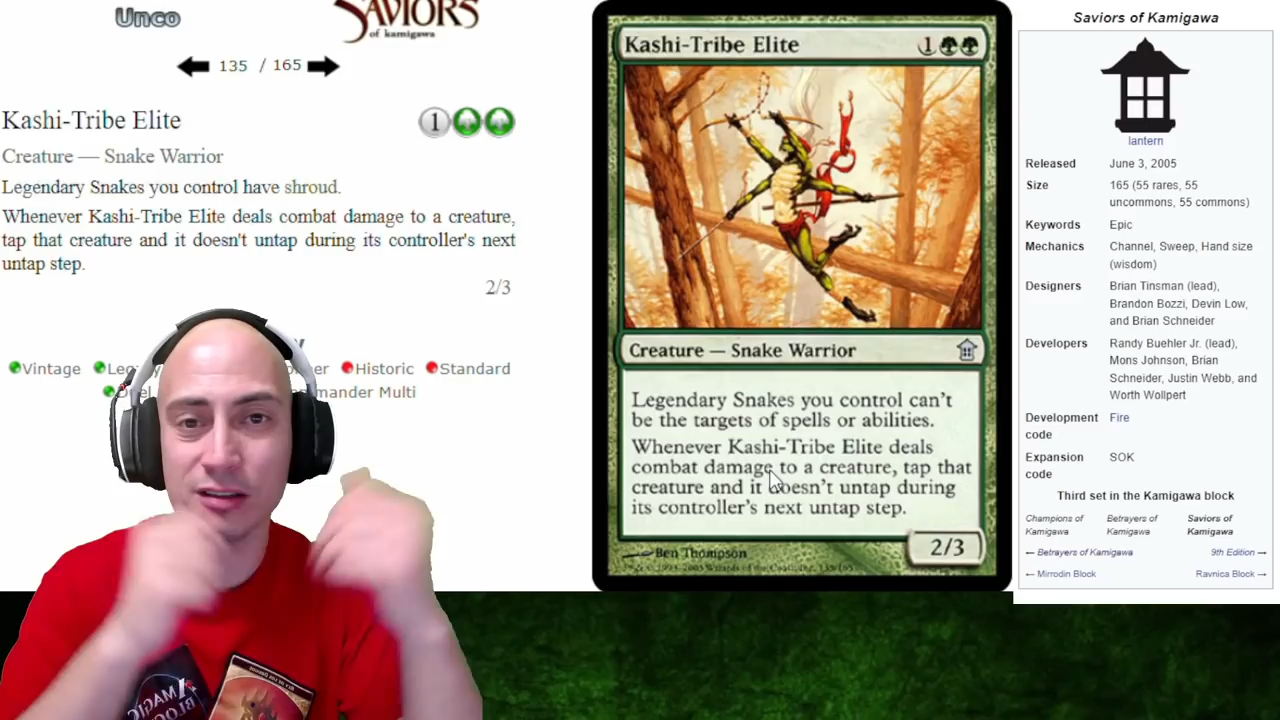 Unco
SAVIORS
of kamigawa
135 / 165
Kashi-Tribe Elite
1
Creature — Snake Warrior
Legendary Snakes you control have shroud.
Whenever Kashi-Tribe Elite deals combat damage to a creature,
tap that creature and it doesn't untap during its controller's next
untap step.
2/3
Vintage Historic Standard
mander Multi
MAGIC
Kashi-Tribe Elite
1
Creature — Snake Warrior
Legendary Snakes you control can't
be the targets of spells or abilities.
Whenever Kashi-Tribe Elite deals
combat damage to a creature, tap that
creature and it doesn't untap during
its controller's next untap step.
Ben Thompson
2/3
Saviors of Kamigawa
lantern
Released June 3, 2005
Size 165 (55 rares, 55
uncommons, 55 commons)
Keywords Epic
Mechanics Channel, Sweep, Hand size
(wisdom)
Designers Brian Tinsman (lead),
Brandon Bozzi, Devin Low,
and Brian Schneider
Developers Randy Buehler Jr. (lead),
Mons Johnson, Brian
Schneider, Justin Webb, and
Worth Wollpert
Development Fire
code
Expansion SOK
code
Third set in the Kamigawa block
Champions of Betrayers of Saviors of
Kamigawa Kamigawa Kamigawa
← Betrayers of Kamigawa 9th Edition →
← Mirrodin Block Ravnica Block →